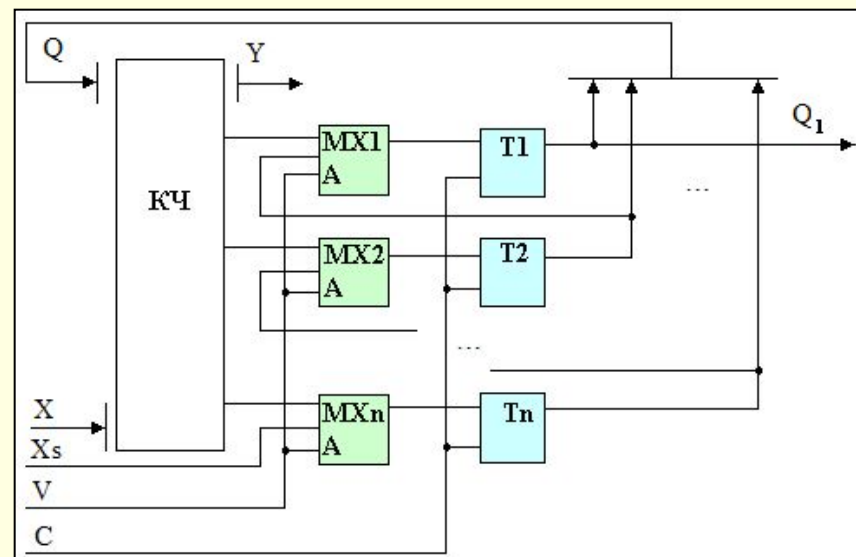 Q
Y
Q1
MX1
A
T1
...
КЧ
MX2
A
T2
...
X
MXn
A
Tn
Xs
V
C